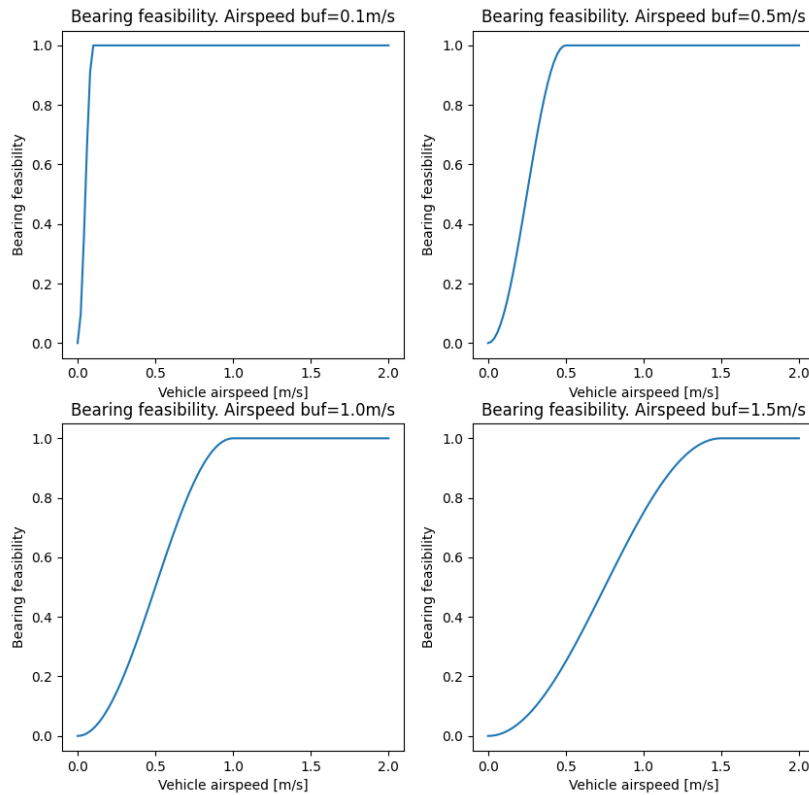 Bearing feasibility. Airspeed buf=0.1m/s
1.0
0.8
0.6
0.4
0.2
0.0
Bearing feasibility
0.0 0.5 1.0 1.5 2.0
Vehicle airspeed [m/s]
Bearing feasibility. Airspeed buf=0.5m/s
1.0
0.8
0.6
0.4
0.2
0.0
Bearing feasibility
0.0 0.5 1.0 1.5 2.0
Vehicle airspeed [m/s]
Bearing feasibility. Airspeed buf=1.0m/s
1.0
0.8
0.6
0.4
0.2
0.0
Bearing feasibility
0.0 0.5 1.0 1.5 2.0
Vehicle airspeed [m/s]
Bearing feasibility. Airspeed buf=1.5m/s
1.0
0.8
0.6
0.4
0.2
0.0
Bearing feasibility
0.0 0.5 1.0 1.5 2.0
Vehicle airspeed [m/s]